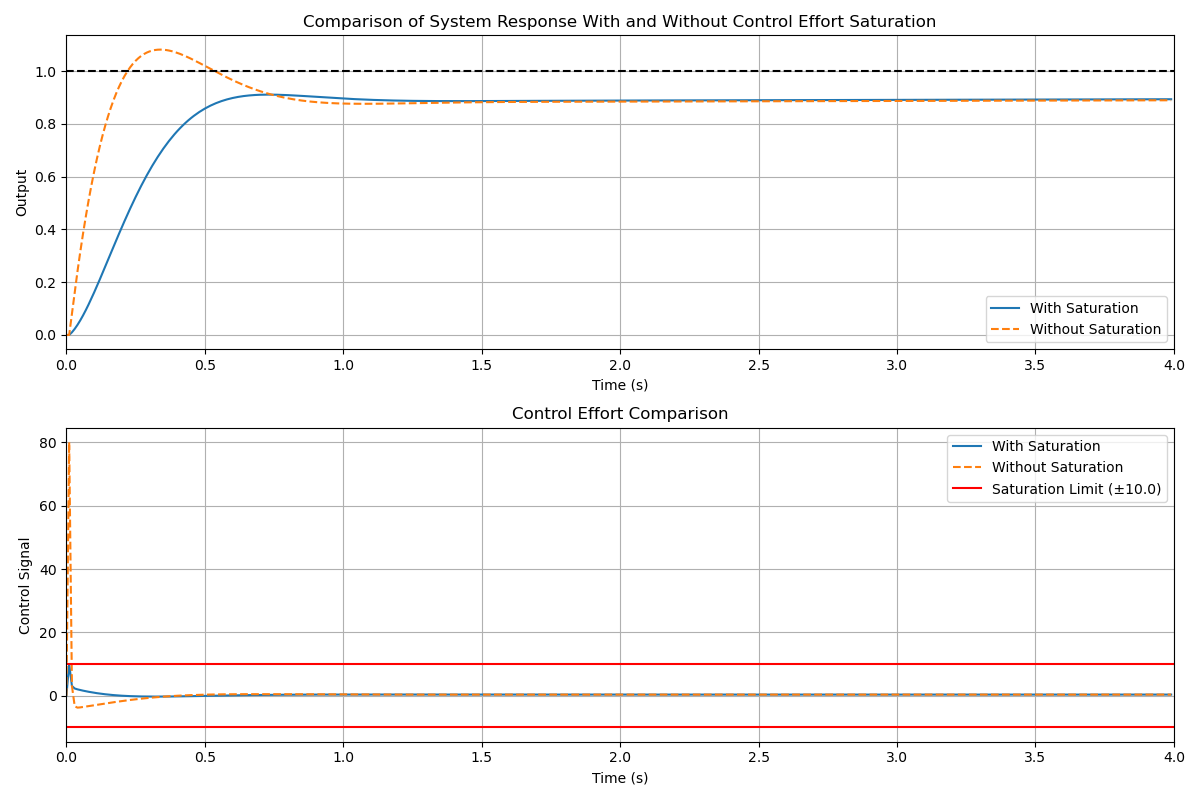 Comparison of System Response With and Without Control Effort Saturation
Output
1.0
0.8
0.6
0.4
0.2
0.0
With Saturation
Without Saturation
0.0 0.5 1.0 1.5 2.0 2.5 3.0 3.5 4.0
Time (s)
Control Effort Comparison
Control Signal
80
60
40
20
0
With Saturation
Without Saturation
Saturation Limit (±10.0)
0.0 0.5 1.0 1.5 2.0 2.5 3.0 3.5 4.0
Time (s)